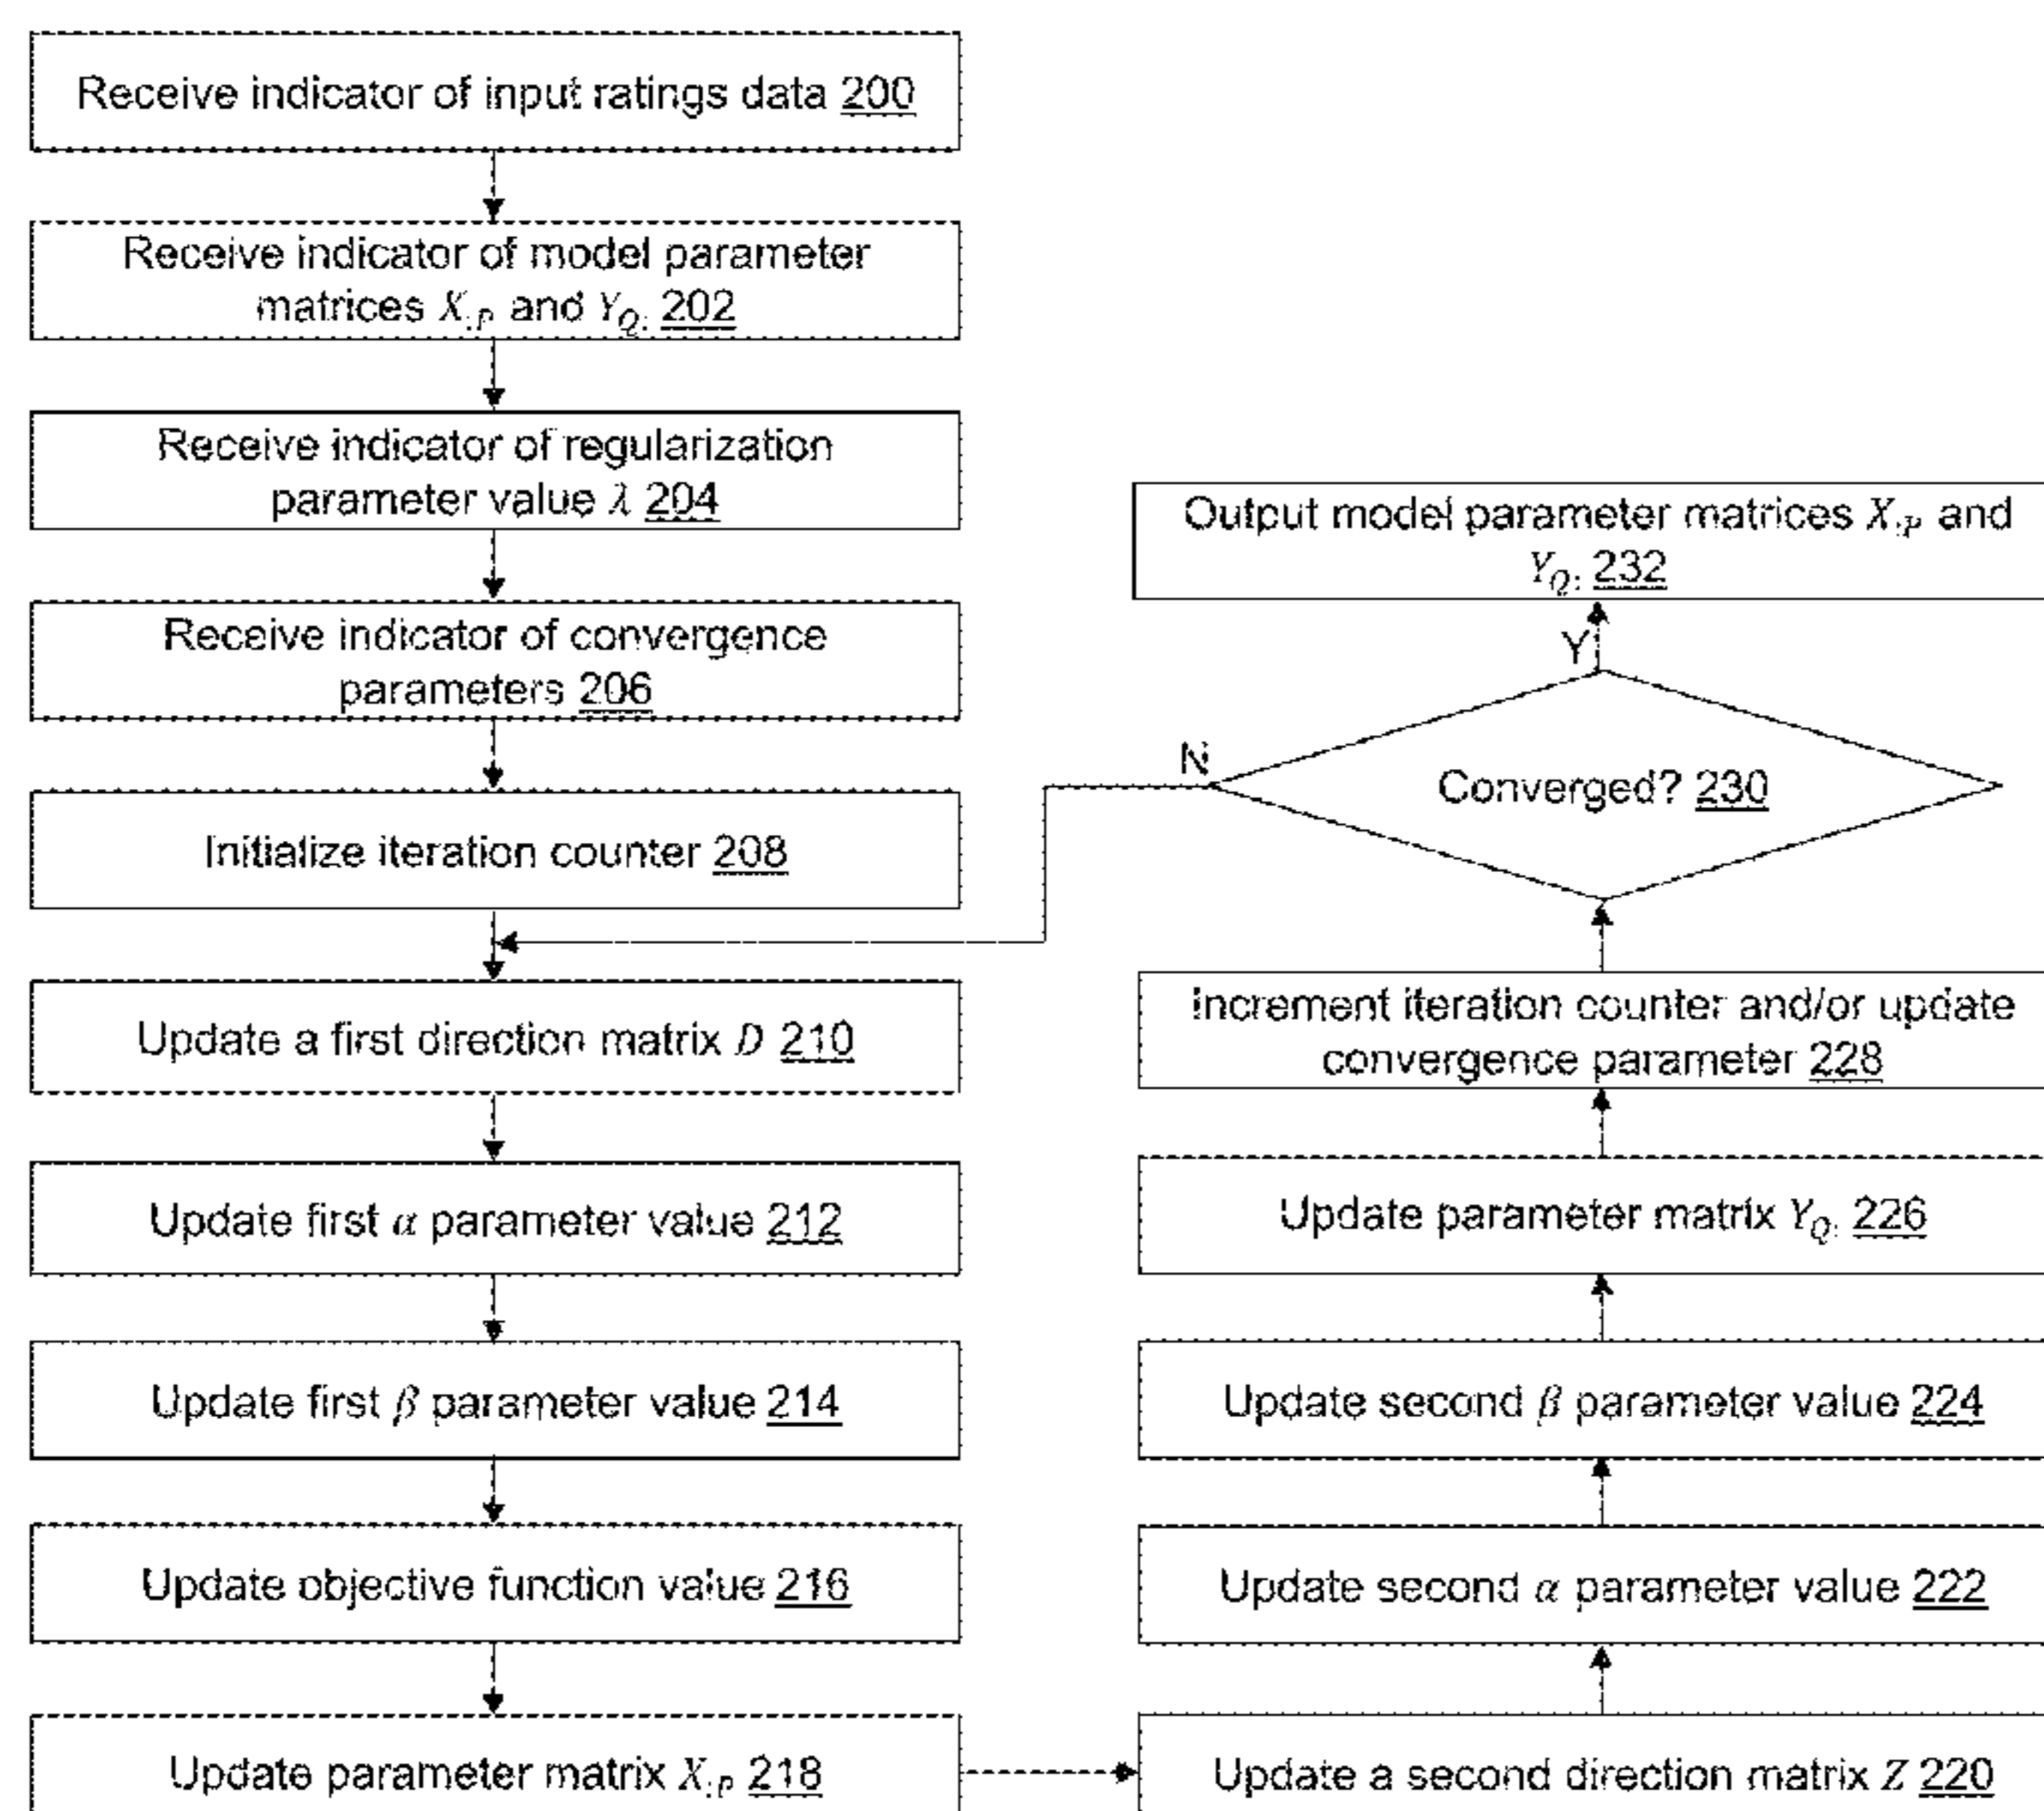 Receive indicator of input ratings data 200
Receive indicator of model parameter
matrices X:P and YQ: 202
Receive indicator of regularization
parameter value λ 204
Receive indicator of convergence
parameters 206
Initialize iteration counter 208
Update a first direction matrix D 210
Update first α parameter value 212
Update first β parameter value 214
Update objective function value 216
Update parameter matrix X:P 218
Update a second direction matrix Z 220
Update second α parameter value 222
Update second β parameter value 224
Update parameter matrix YQ: 226
Increment iteration counter and/or update
convergence parameter 228
Converged? 230
N
Y
Output model parameter matrices X:P and
YQ: 232